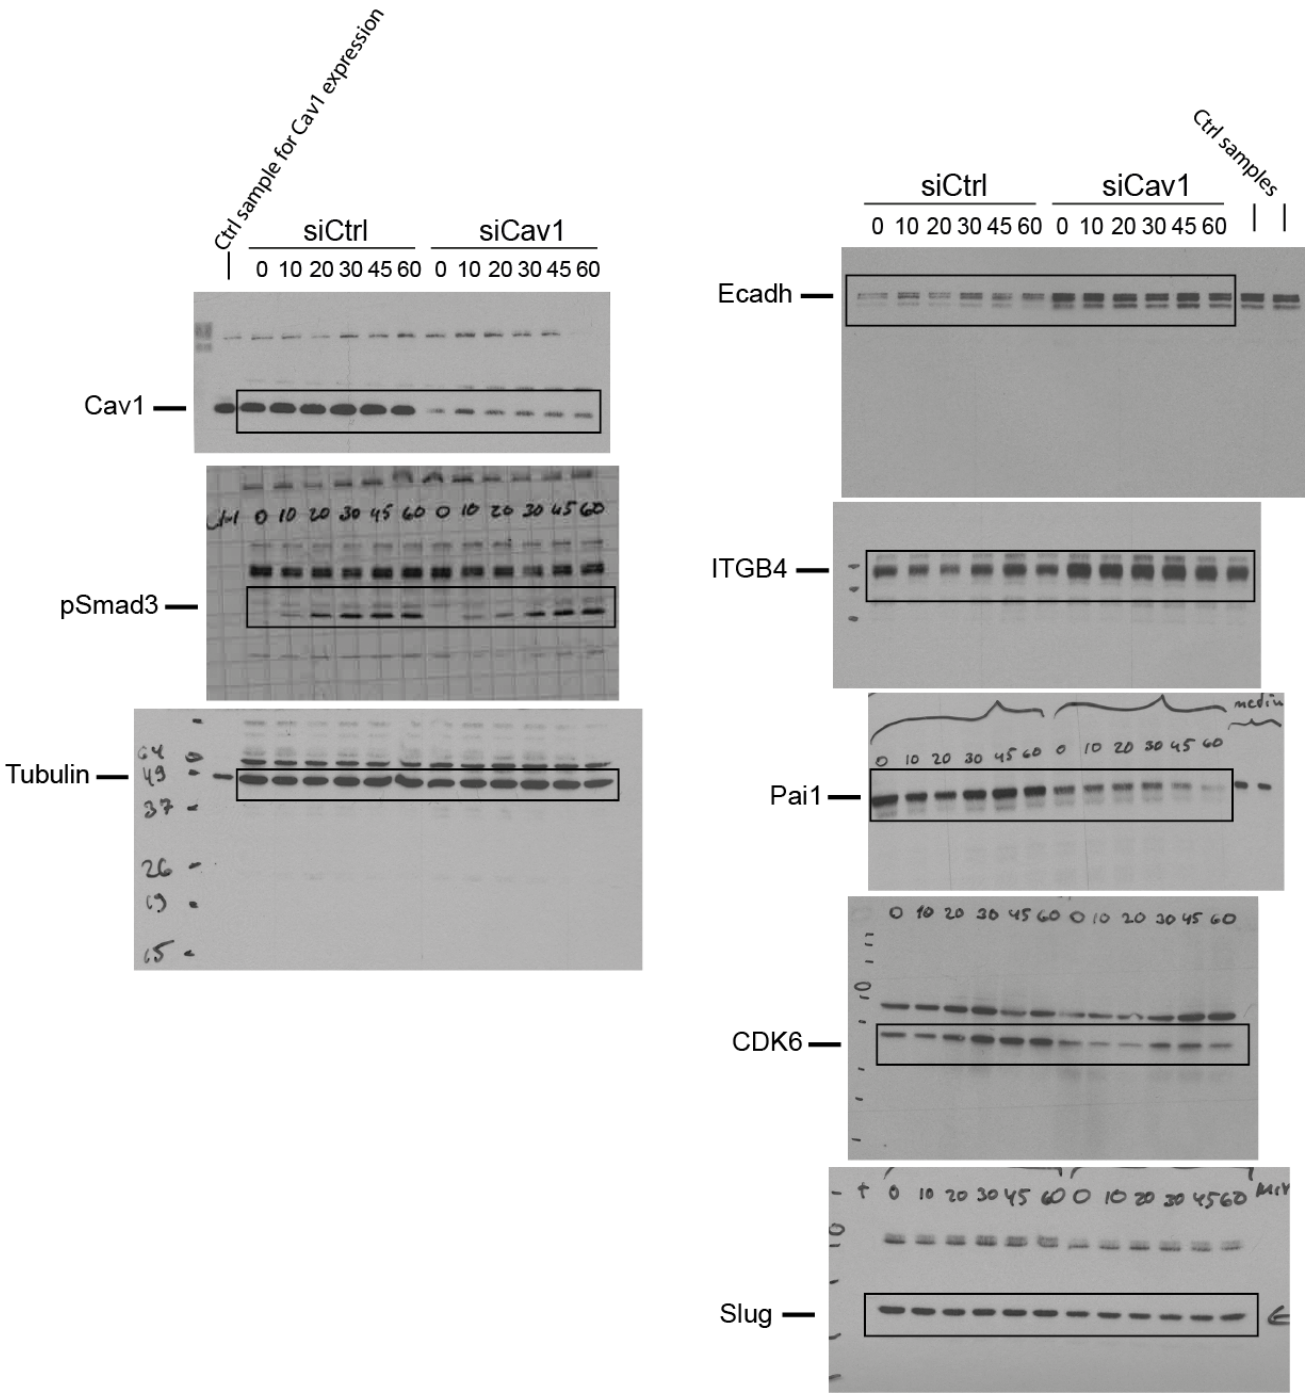 Ctrl sample for Cav1 expression
siCtrl siCav1
0 10 20 30 45 60 0 10 20 30 45 60
Cav1
0 10 20 30 45 60 0 10 20 30 45 60
pSmad3
64
49
Tubulin
37
26
19
15
Ctrl samples
siCtrl siCav1
0 10 20 30 45 60 0 10 20 30 45 60
Ecadh
ITGB4
0 10 20 30 45 60 0 10 20 30 45 60
Pai1
0 10 20 30 45 60 0 10 20 30 45 60
CDK6
- + 0 10 20 30 45 60 0 10 20 30 45 60
Slug